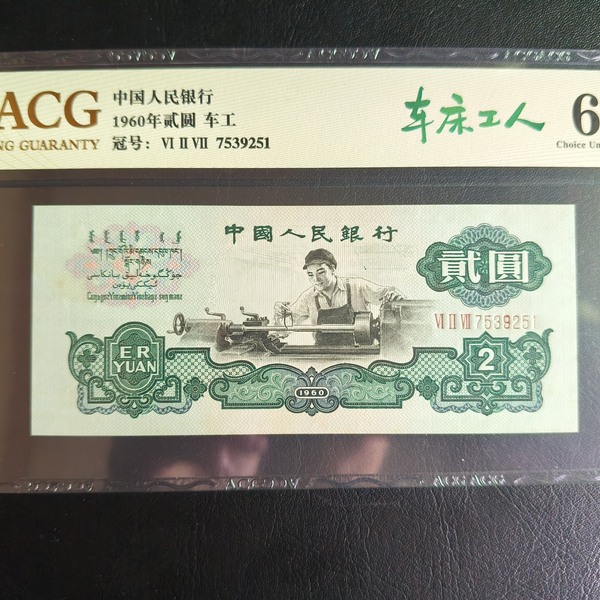 ACG
NG GUARANTY
中国人民银行
1960年贰圆 车工
冠号: VI II VII 7539251
车床工人
6
Choice Un
中國人民銀行
貳圓
VI II VII 7539251
ER
YUAN
1960
2
ACG ACG